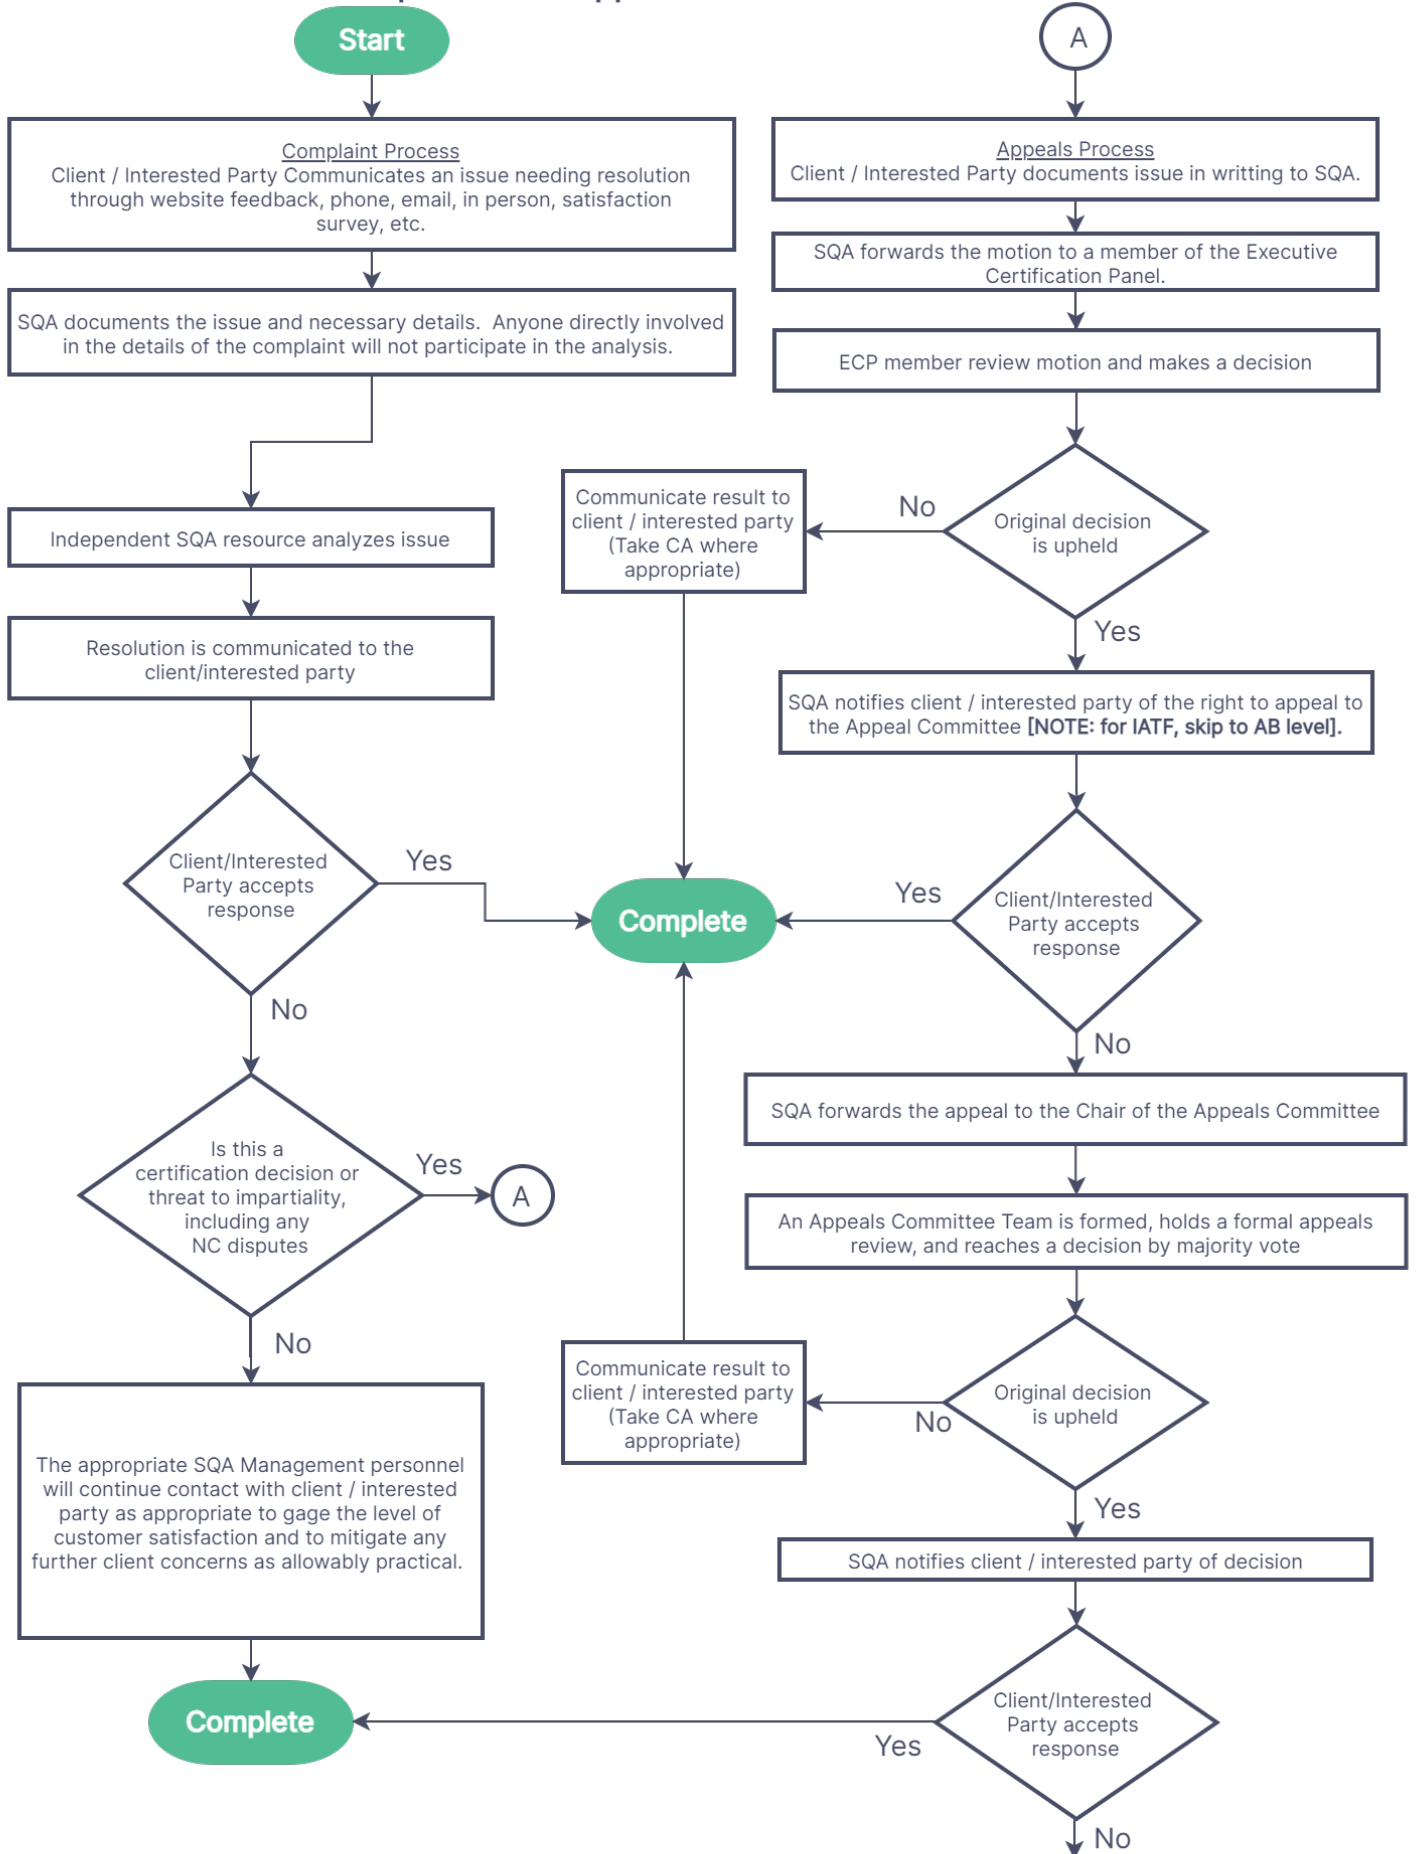 Start
Complaint Process
Client / Interested Party Communicates an issue needing resolution
through website feedback, phone, email, in person, satisfaction
survey, etc.
SQA documents the issue and necessary details.  Anyone directly involved
in the details of the complaint will not participate in the analysis.
Independent SQA resource analyzes issue
Resolution is communicated to the
client/interested party
Client/Interested
Party accepts
response
Yes
No
Is this a
certification decision or
threat to impartiality,
including any
NC disputes
Yes
A
No
The appropriate SQA Management personnel
will continue contact with client / interested
party as appropriate to gage the level of
customer satisfaction and to mitigate any
further client concerns as allowably practical.
Complete
A
Appeals Process
Client / Interested Party documents issue in writting to SQA.
SQA forwards the motion to a member of the Executive
Certification Panel.
ECP member review motion and makes a decision
Original decision
is upheld
No
Communicate result to
client / interested party
(Take CA where
appropriate)
Yes
SQA notifies client / interested party of the right to appeal to
the Appeal Committee [NOTE: for IATF, skip to AB level].
Client/Interested
Party accepts
response
Yes
Complete
No
SQA forwards the appeal to the Chair of the Appeals Committee
An Appeals Committee Team is formed, holds a formal appeals
review, and reaches a decision by majority vote
Original decision
is upheld
No
Communicate result to
client / interested party
(Take CA where
appropriate)
Yes
SQA notifies client / interested party of decision
Client/Interested
Party accepts
response
Yes
No